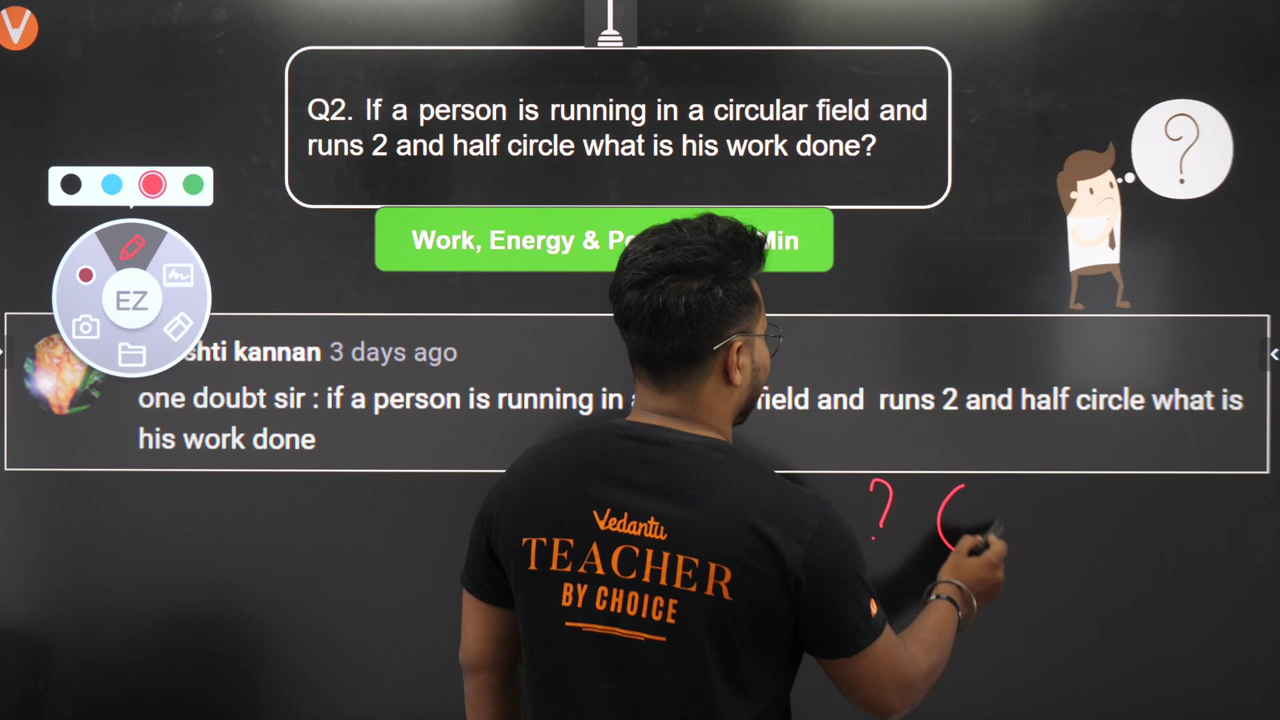 Q2. If a person is running in a circular field and
runs 2 and half circle what is his work done?
Work, Energy & Min
EZ
shti kannan 3 days ago
one doubt sir : if a person is running in field and runs 2 and half circle what is
his work done
?
Vedantu
TEACHER
BY CHOICE